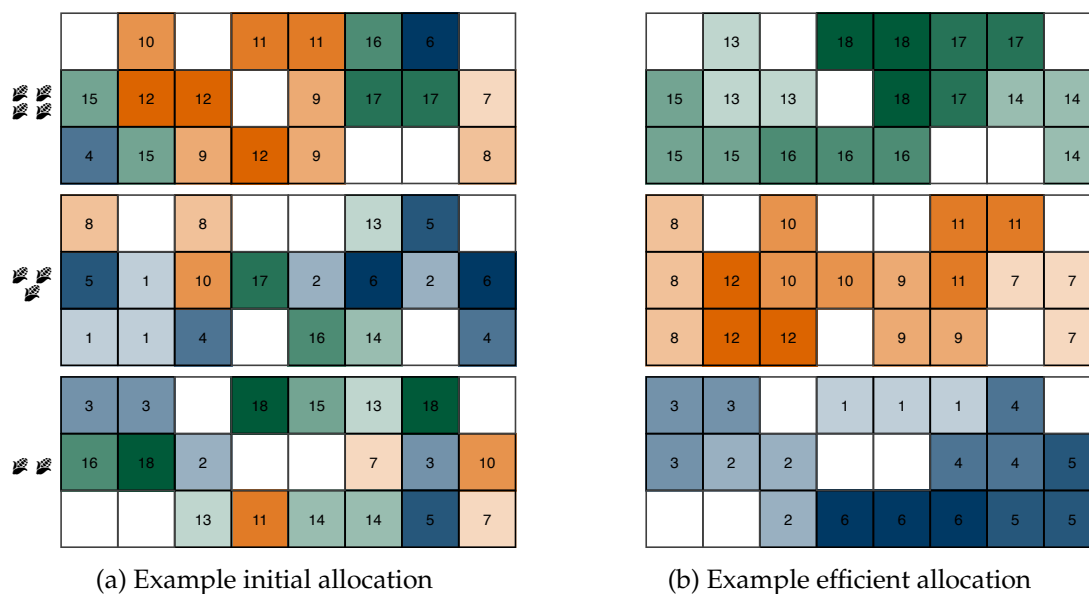 10 11 11 16 6 13 18 18 17 17
15 12 12 9 17 17 7 15 13 13 18 17 14 14
4 15 9 12 9 8 15 15 16 16 16 14
8 8 13 5 8 10 11 11
5 1 10 17 2 6 2 6 8 12 10 10 9 11 7 7
1 1 4 16 14 4 8 12 12 9 9 7
3 3 18 15 13 18 3 3 1 1 1 4
16 18 2 7 3 10 3 2 2 4 4 5
13 11 14 14 5 7 2 6 6 6 5 5
(a) Example initial allocation (b) Example efficient allocation